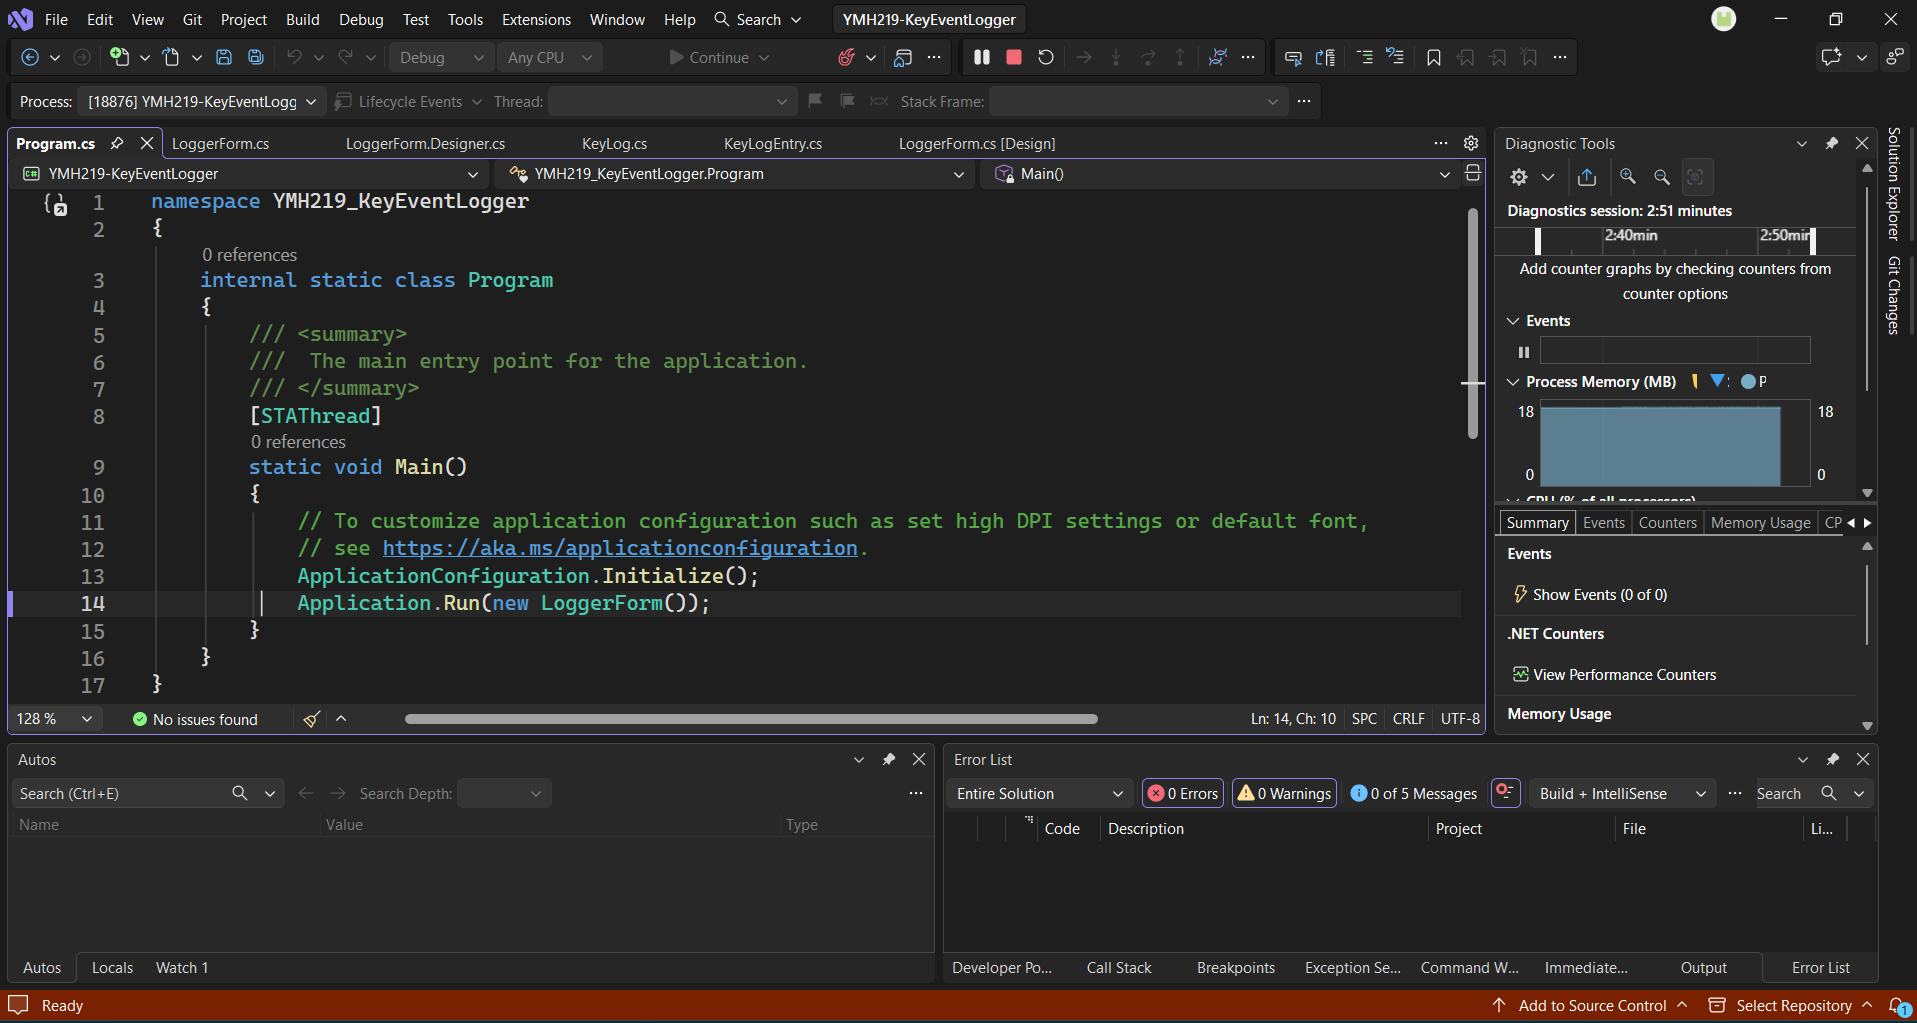 File Edit View Git Project Build Debug Test Tools Extensions Window Help Search YMH219-KeyEventLogger
Debug Any CPU Continue
Process: [18876] YMH219-KeyEventLogg Lifecycle Events Thread: Stack Frame:
Program.cs LoggerForm.cs LoggerForm.Designer.cs KeyLog.cs KeyLogEntry.cs LoggerForm.cs [Design]
YMH219-KeyEventLogger YMH219_KeyEventLogger.Program Main()
1 namespace YMH219_KeyEventLogger
2 {
0 references
3 internal static class Program
4 {
5 /// <summary>
6 /// The main entry point for the application.
7 /// </summary>
8 [STAThread]
0 references
9 static void Main()
10 {
11 // To customize application configuration such as set high DPI settings or default font,
12 // see https://aka.ms/applicationconfiguration.
13 ApplicationConfiguration.Initialize();
14 Application.Run(new LoggerForm());
15 }
16 }
17 }
128 % No issues found Ln: 14, Ch: 10 SPC CRLF UTF-8
Diagnostic Tools
Diagnostics session: 2:51 minutes
2:40min 2:50min
Add counter graphs by checking counters from
counter options
Events
Process Memory (MB) P
18 18
0 0
CPU (% of all processors)
Summary Events Counters Memory Usage CP
Events
Show Events (0 of 0)
.NET Counters
View Performance Counters
Memory Usage
Solution Explorer
Git Changes
Autos
Search (Ctrl+E) Search Depth:
Name Value Type
Autos Locals Watch 1
Error List
Entire Solution 0 Errors 0 Warnings 0 of 5 Messages Build + IntelliSense Search
Code Description Project File Li...
Developer Po... Call Stack Breakpoints Exception Se... Command W... Immediate... Output Error List
Ready Add to Source Control Select Repository 1